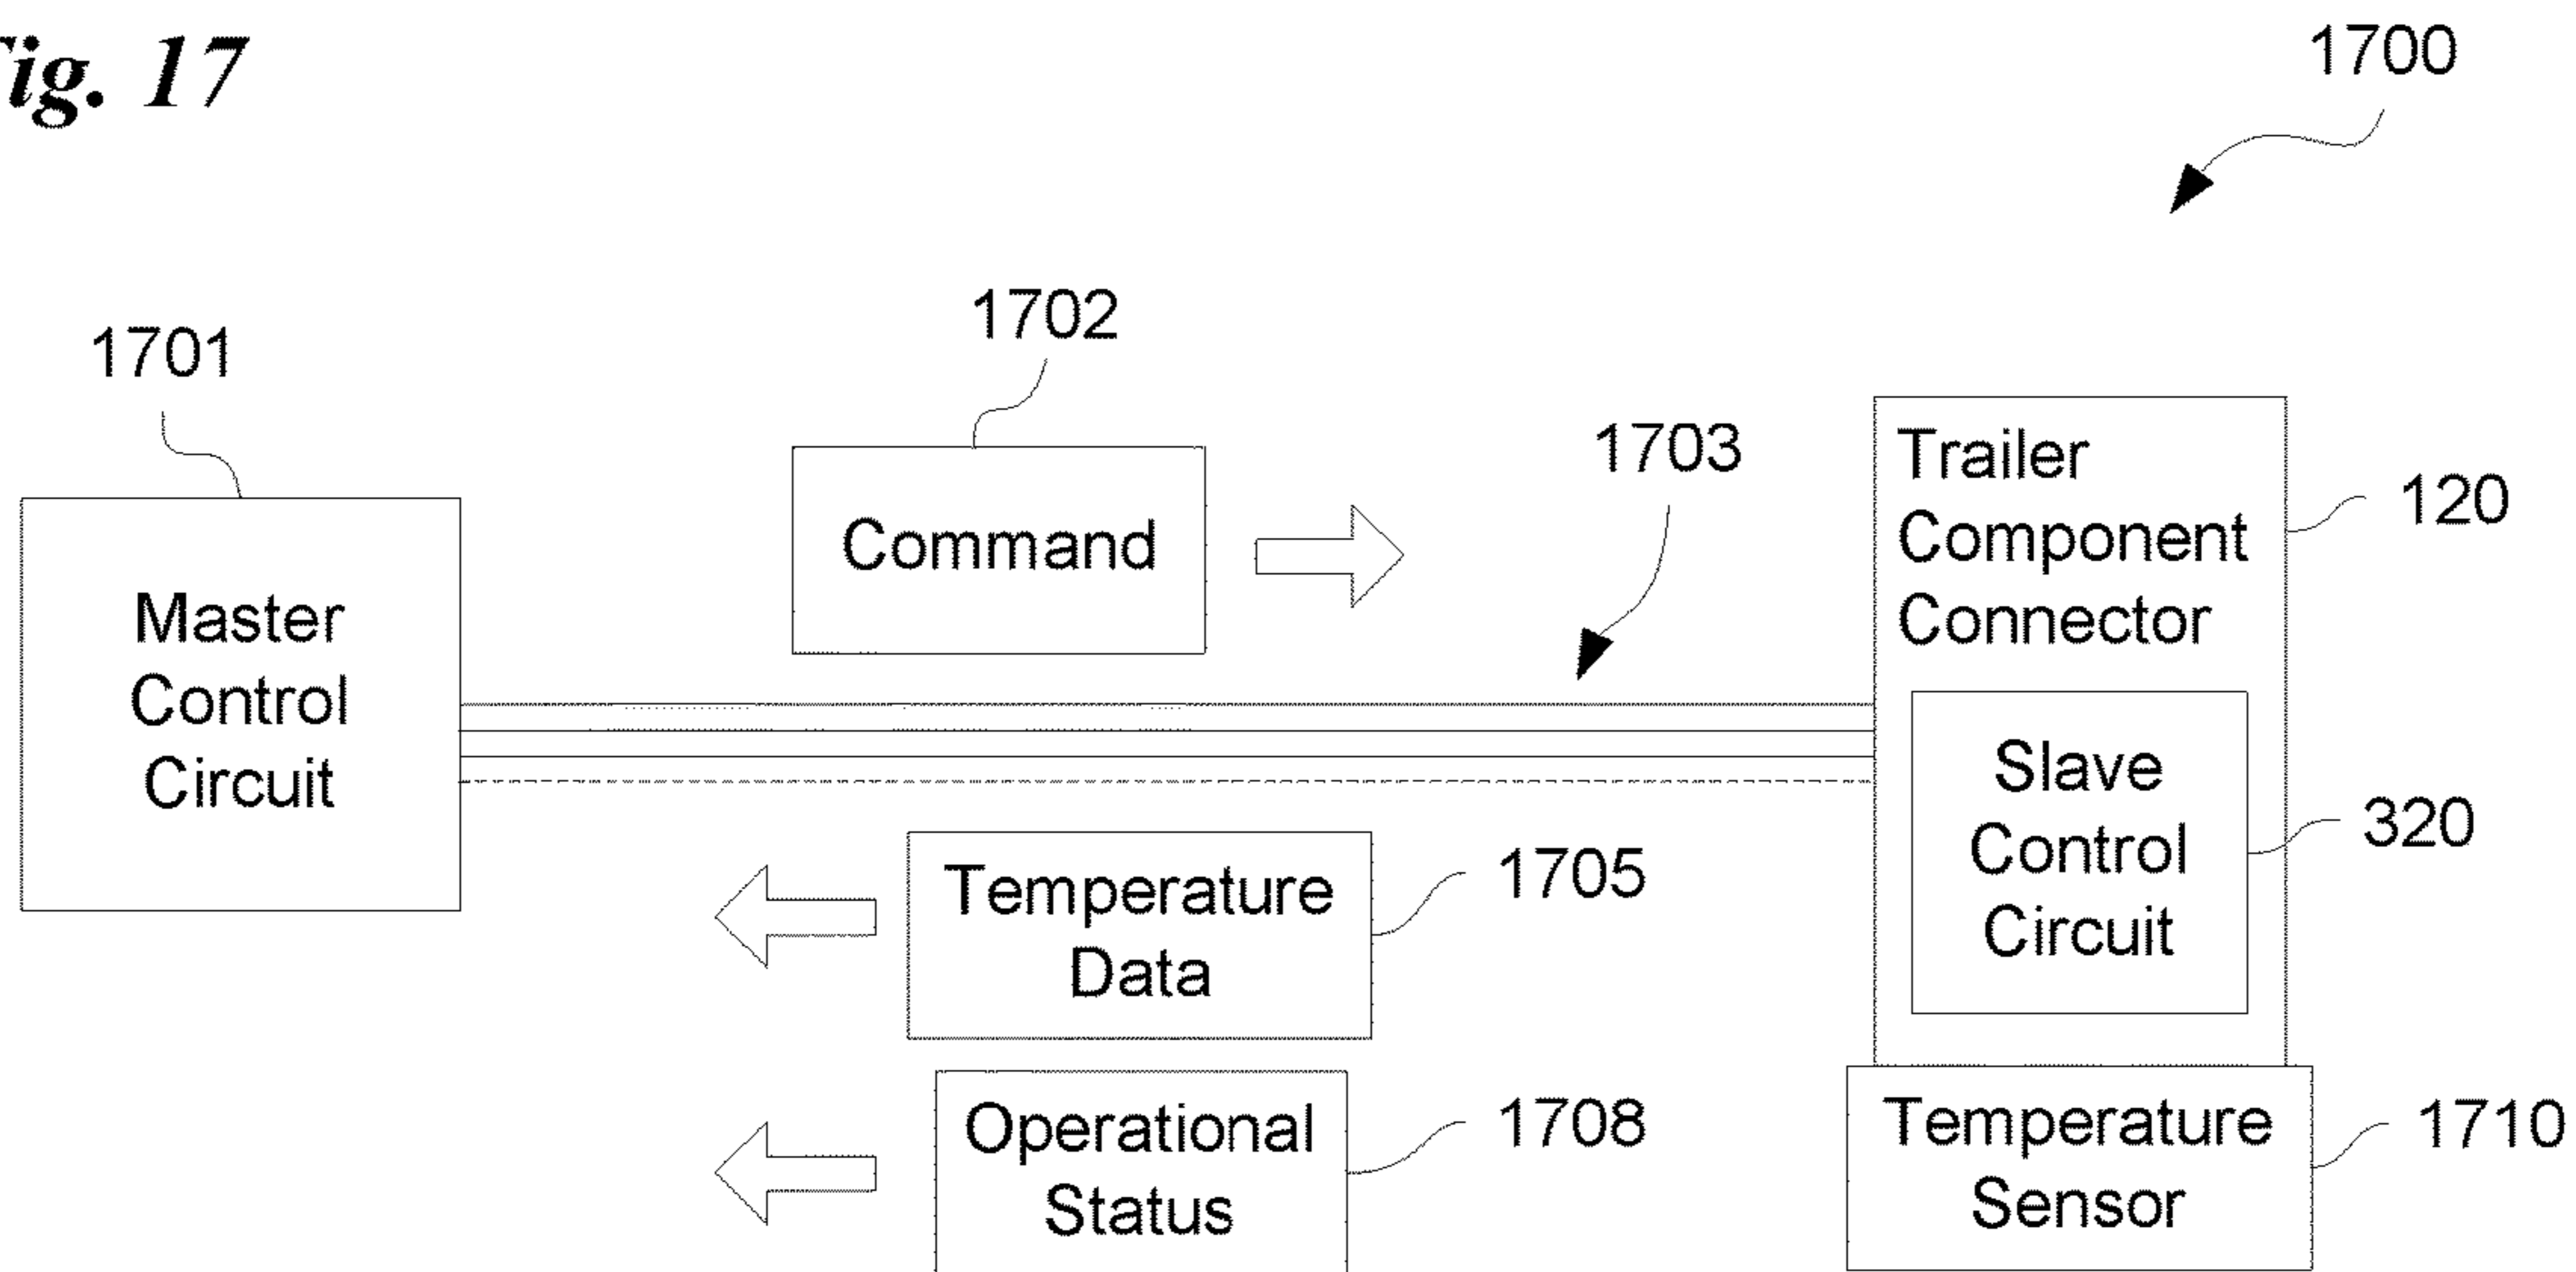 ig. 17
1700
1701
1702
1703
Command
Trailer
Component
Connector
120
Master
Control
Circuit
Slave
Control
Circuit
320
Temperature
Data
1705
Operational
Status
1708
Temperature
Sensor
1710